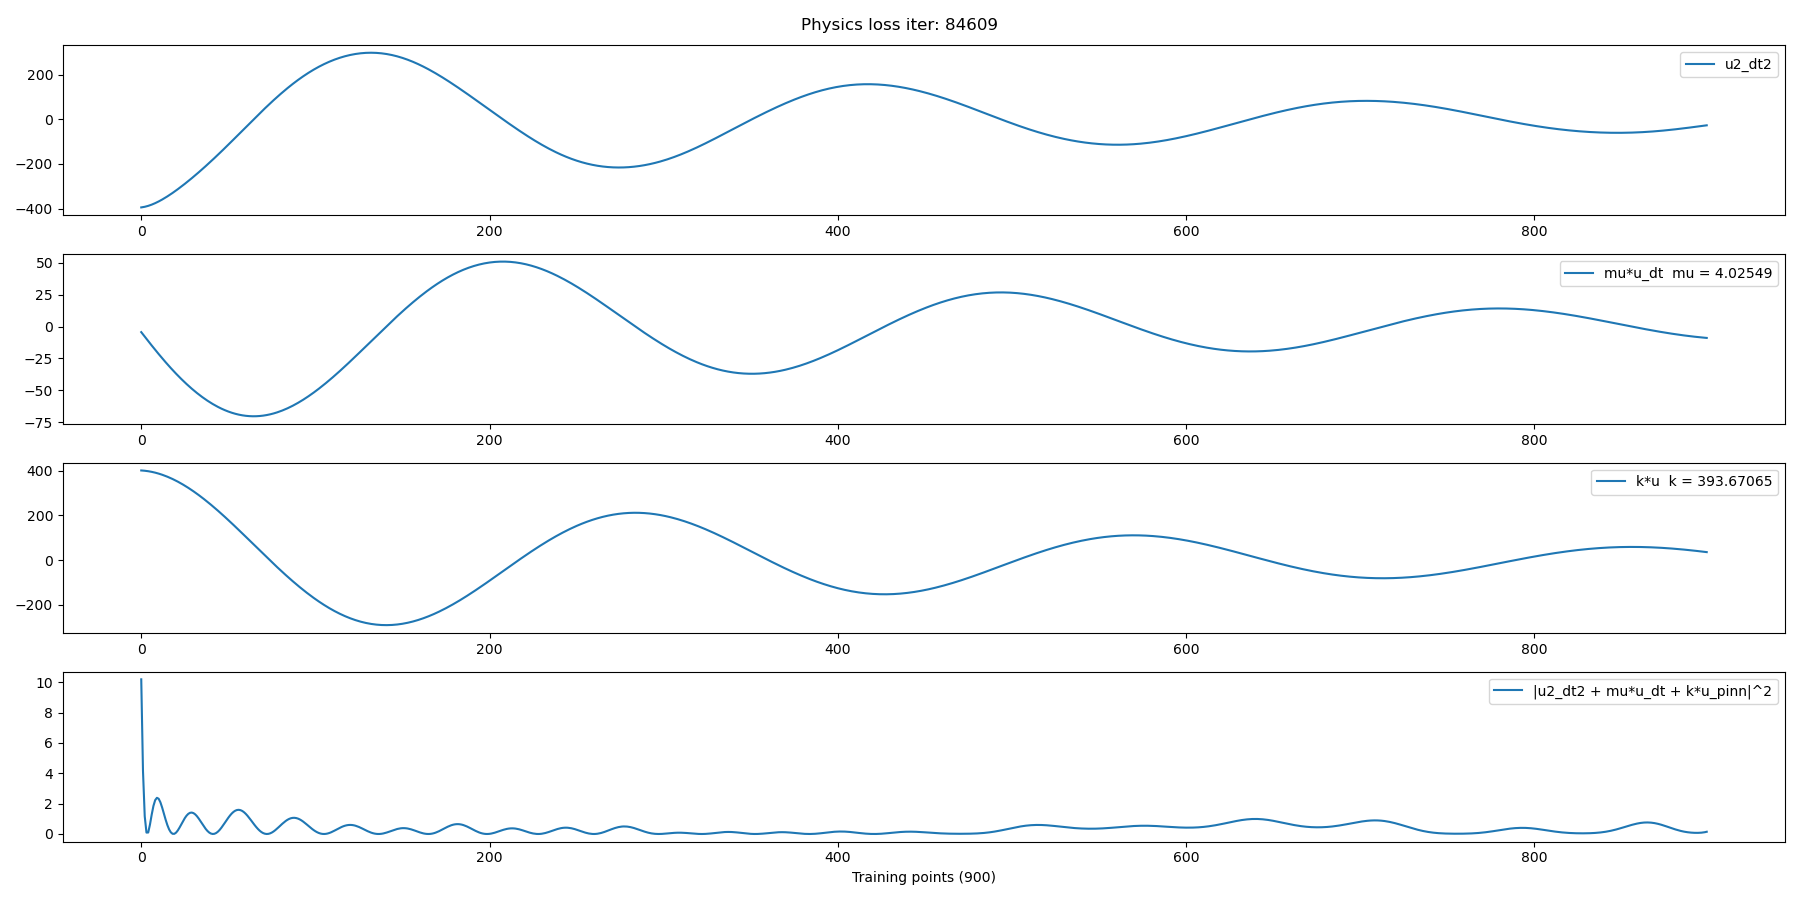 Physics loss iter: 84609
u2_dt2
200
0
−200
−400
0 200 400 600 800
mu*u_dt mu = 4.02549
50
25
0
−25
−50
−75
0 200 400 600 800
k*u k = 393.67065
400
200
0
−200
0 200 400 600 800
|u2_dt2 + mu*u_dt + k*u_pinn|^2
10
8
6
4
2
0
0 200 400 600 800
Training points (900)